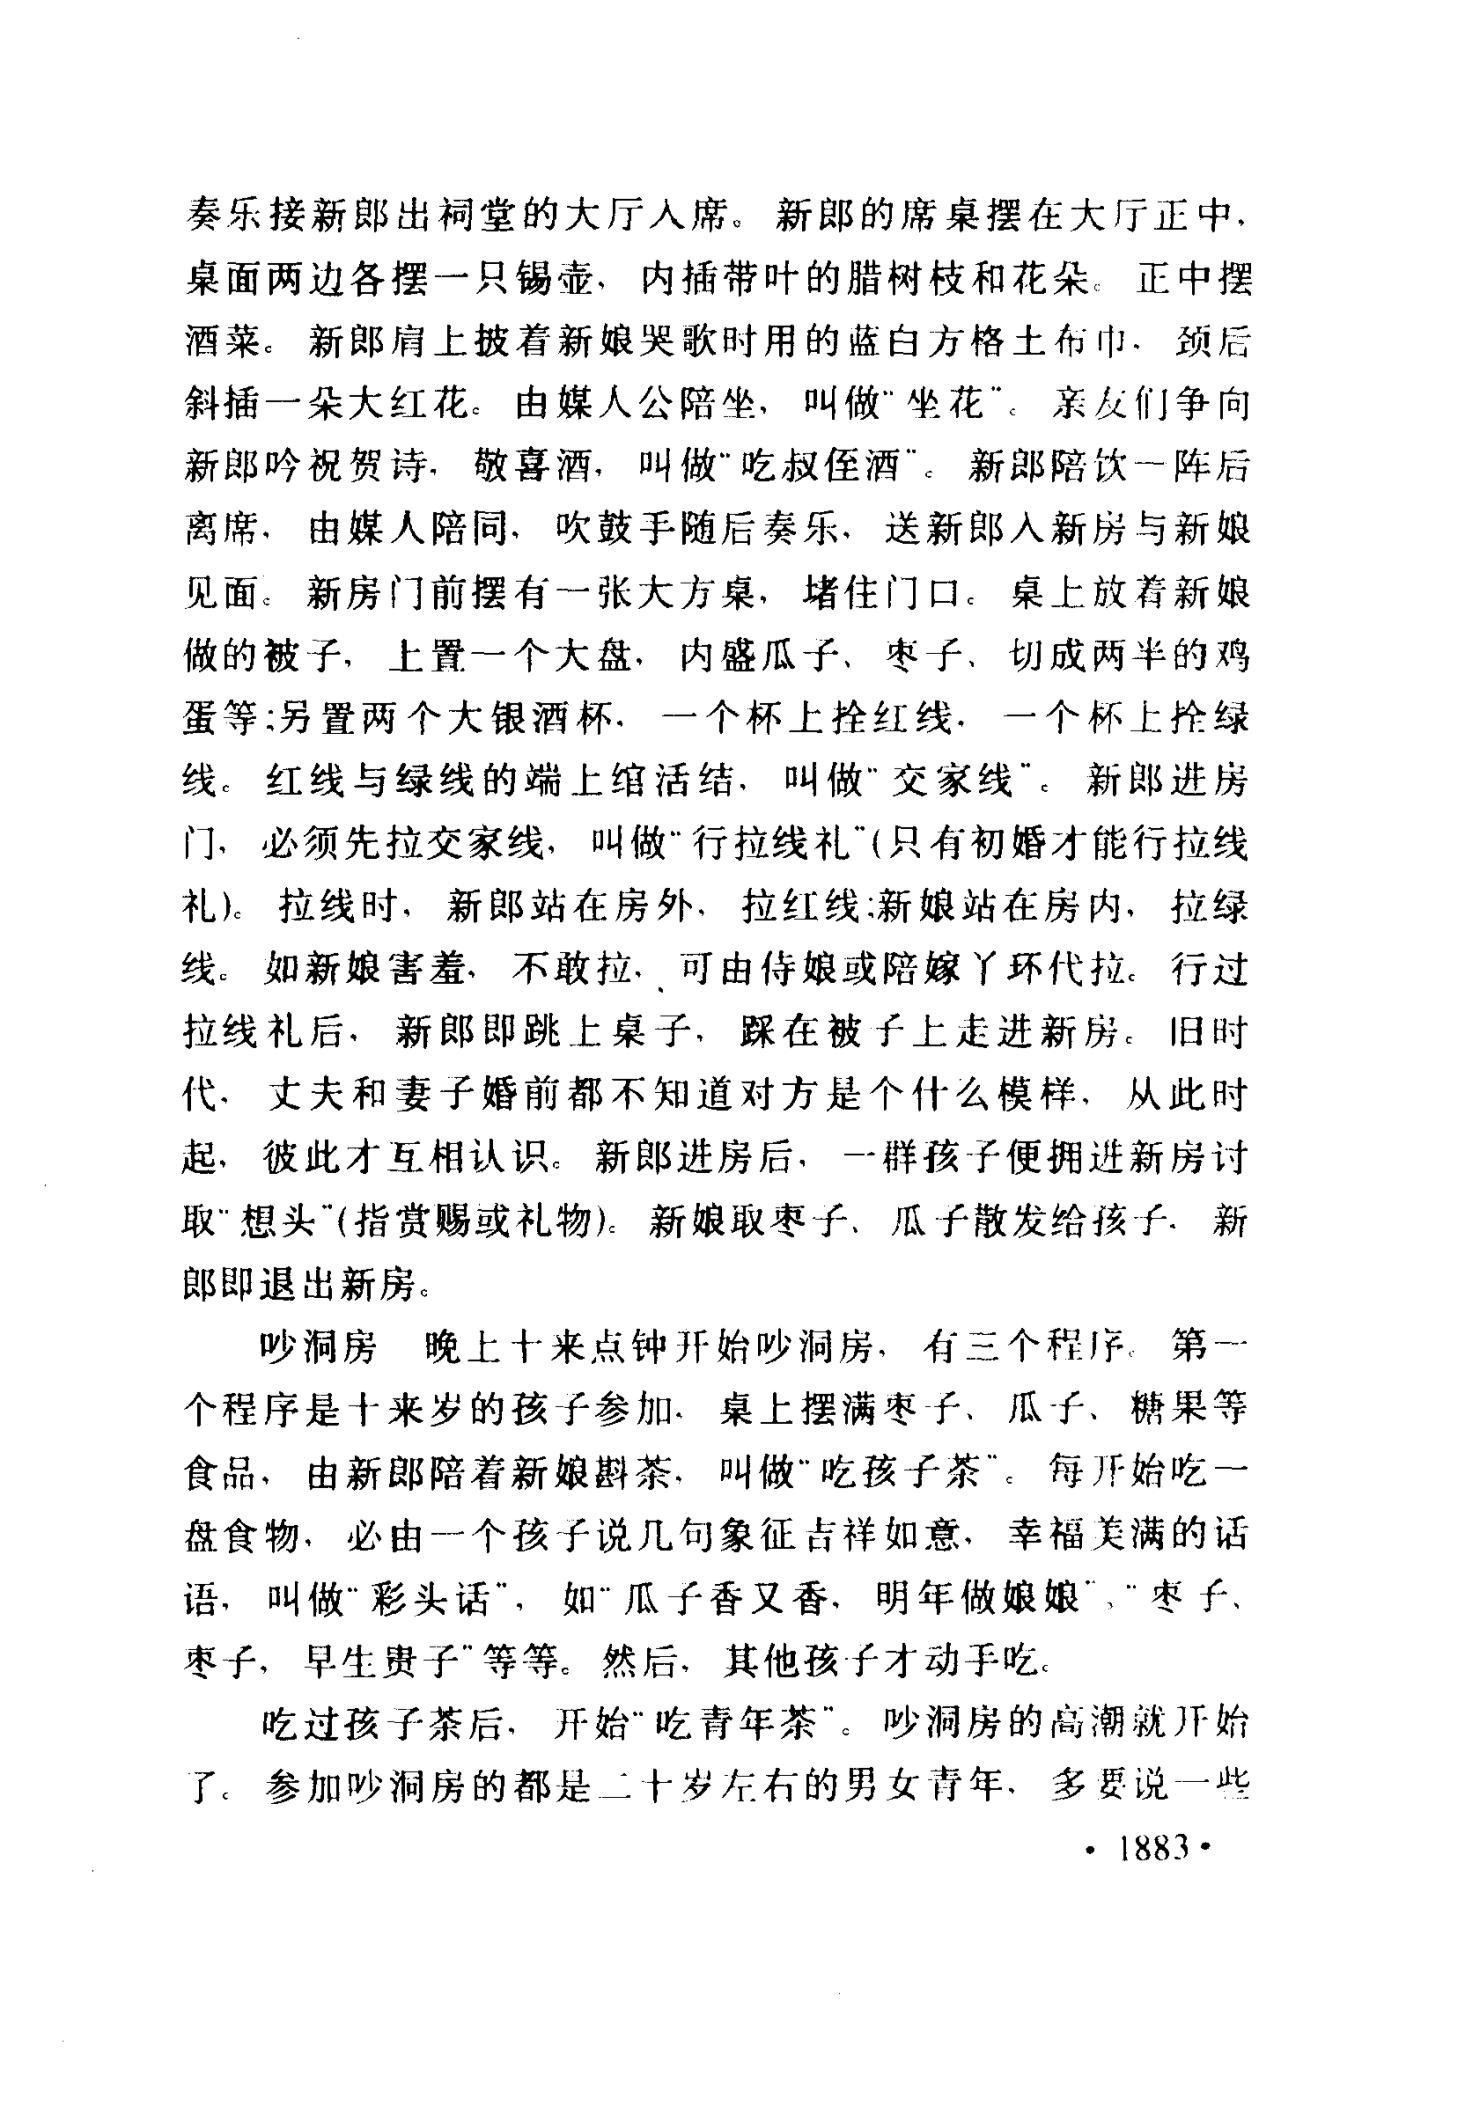 奏乐接新郎出祠堂的大厅入席。新郎的席桌摆在大厅正中，
桌面两边各摆一只锡壶，内插带叶的腊树枝和花朵。正中摆
酒菜。新郎肩上披着新娘哭歌时用的蓝白方格土布巾，颈后
斜插一朵大红花。由媒人公陪坐，叫做“坐花”。亲友们争向
新郎吟祝贺诗，敬喜酒，叫做“吃叔侄酒”。新郎陪饮一阵后
离席，由媒人陪同，吹鼓手随后奏乐，送新郎入新房与新娘
见面。新房门前摆有一张大方桌，堵住门口。桌上放着新娘
做的被子，上置一个大盘，内盛瓜子、枣子、切成两半的鸡
蛋等；另置两个大银酒杯，一个杯上拴红线，一个杯上拴绿
线。红线与绿线的端上绾活结，叫做“交家线”。新郎进房
门，必须先拉交家线，叫做“行拉线礼”（只有初婚才能行拉线
礼）。拉线时，新郎站在房外，拉红线；新娘站在房内，拉绿
线。如新娘害羞，不敢拉，可由侍娘或陪嫁丫环代拉。行过
拉线礼后，新郎即跳上桌子，踩在被子上走进新房。旧时
代，丈夫和妻子婚前都不知道对方是个什么模样，从此时
起，彼此才互相认识。新郎进房后，一群孩子便拥进新房讨
取“想头”（指赏赐或礼物）。新娘取枣子、瓜子散发给孩子，新
郎即退出新房。
吵洞房　晚上十来点钟开始吵洞房，有三个程序。第一
个程序是十来岁的孩子参加，桌上摆满枣子、瓜子、糖果等
食品，由新郎陪着新娘斟茶，叫做“吃孩子茶”。每开始吃一
盘食物，必由一个孩子说几句象征吉祥如意，幸福美满的话
语，叫做“彩头话”，如“瓜子香又香，明年做娘娘”、“枣子、
枣子，早生贵子”等等。然后，其他孩子才动手吃。
吃过孩子茶后，开始“吃青年茶”。吵洞房的高潮就开始
了。参加吵洞房的都是二十岁左右的男女青年，多要说一些
·1883·